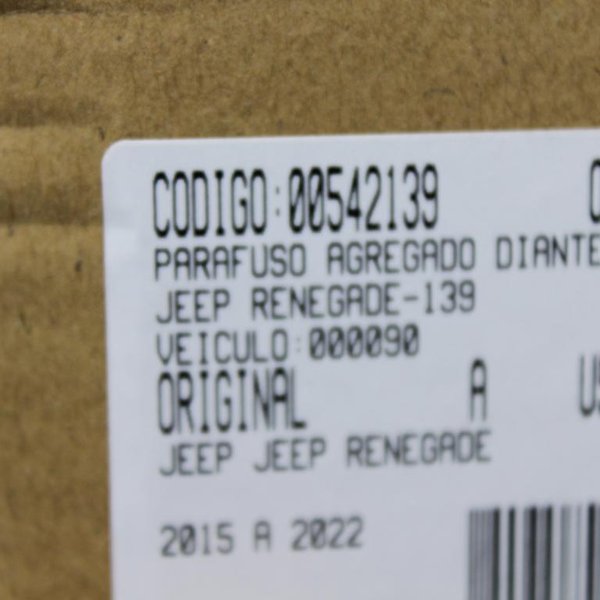 CODIGO:00542139
PARAFUSO AGREGADO DIANTE
JEEP RENEGADE-139
VEICULO:000090
ORIGINAL A
JEEP JEEP RENEGADE
2015 A 2022